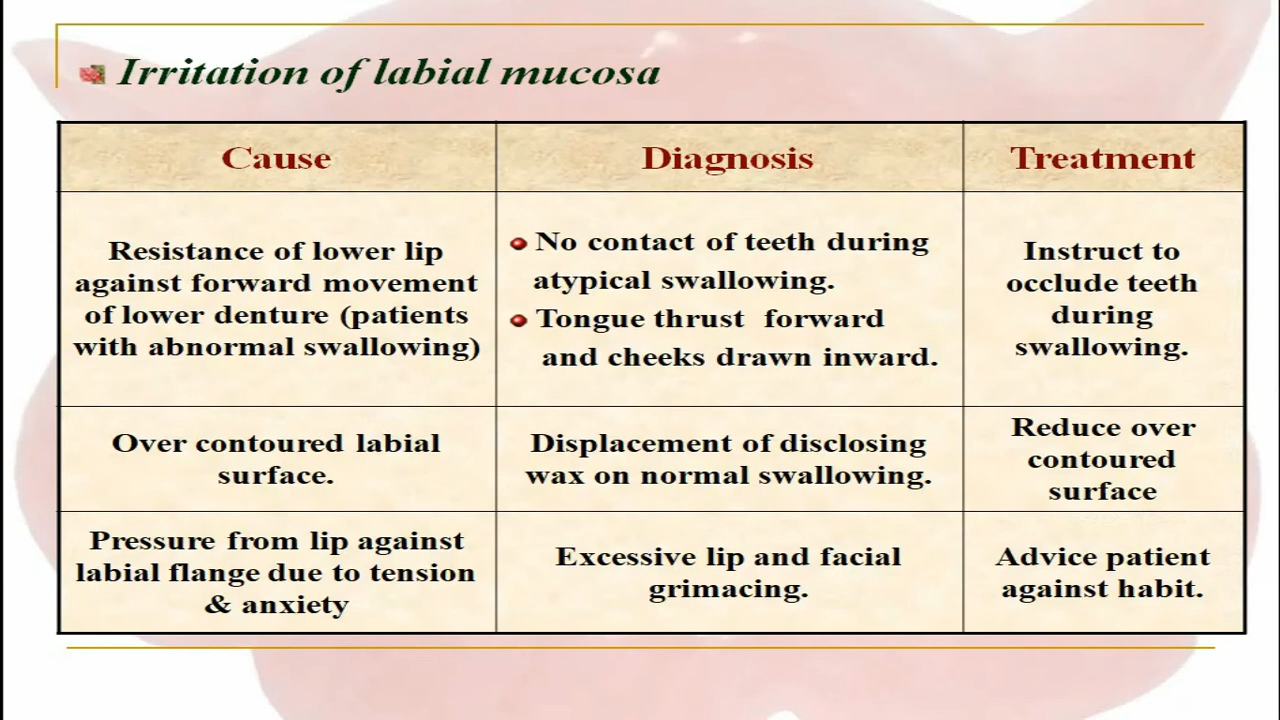 Irritation of labial mucosa
Cause
Diagnosis
Treatment
Resistance of lower lip
against forward movement
of lower denture (patients
with abnormal swallowing)
No contact of teeth during
atypical swallowing.
Tongue thrust forward
and cheeks drawn inward.
Instruct to
occlude teeth
during
swallowing.
Over contoured labial
surface.
Displacement of disclosing
wax on normal swallowing.
Reduce over
contoured
surface
Pressure from lip against
labial flange due to tension
& anxiety
Excessive lip and facial
grimacing.
Advice patient
against habit.